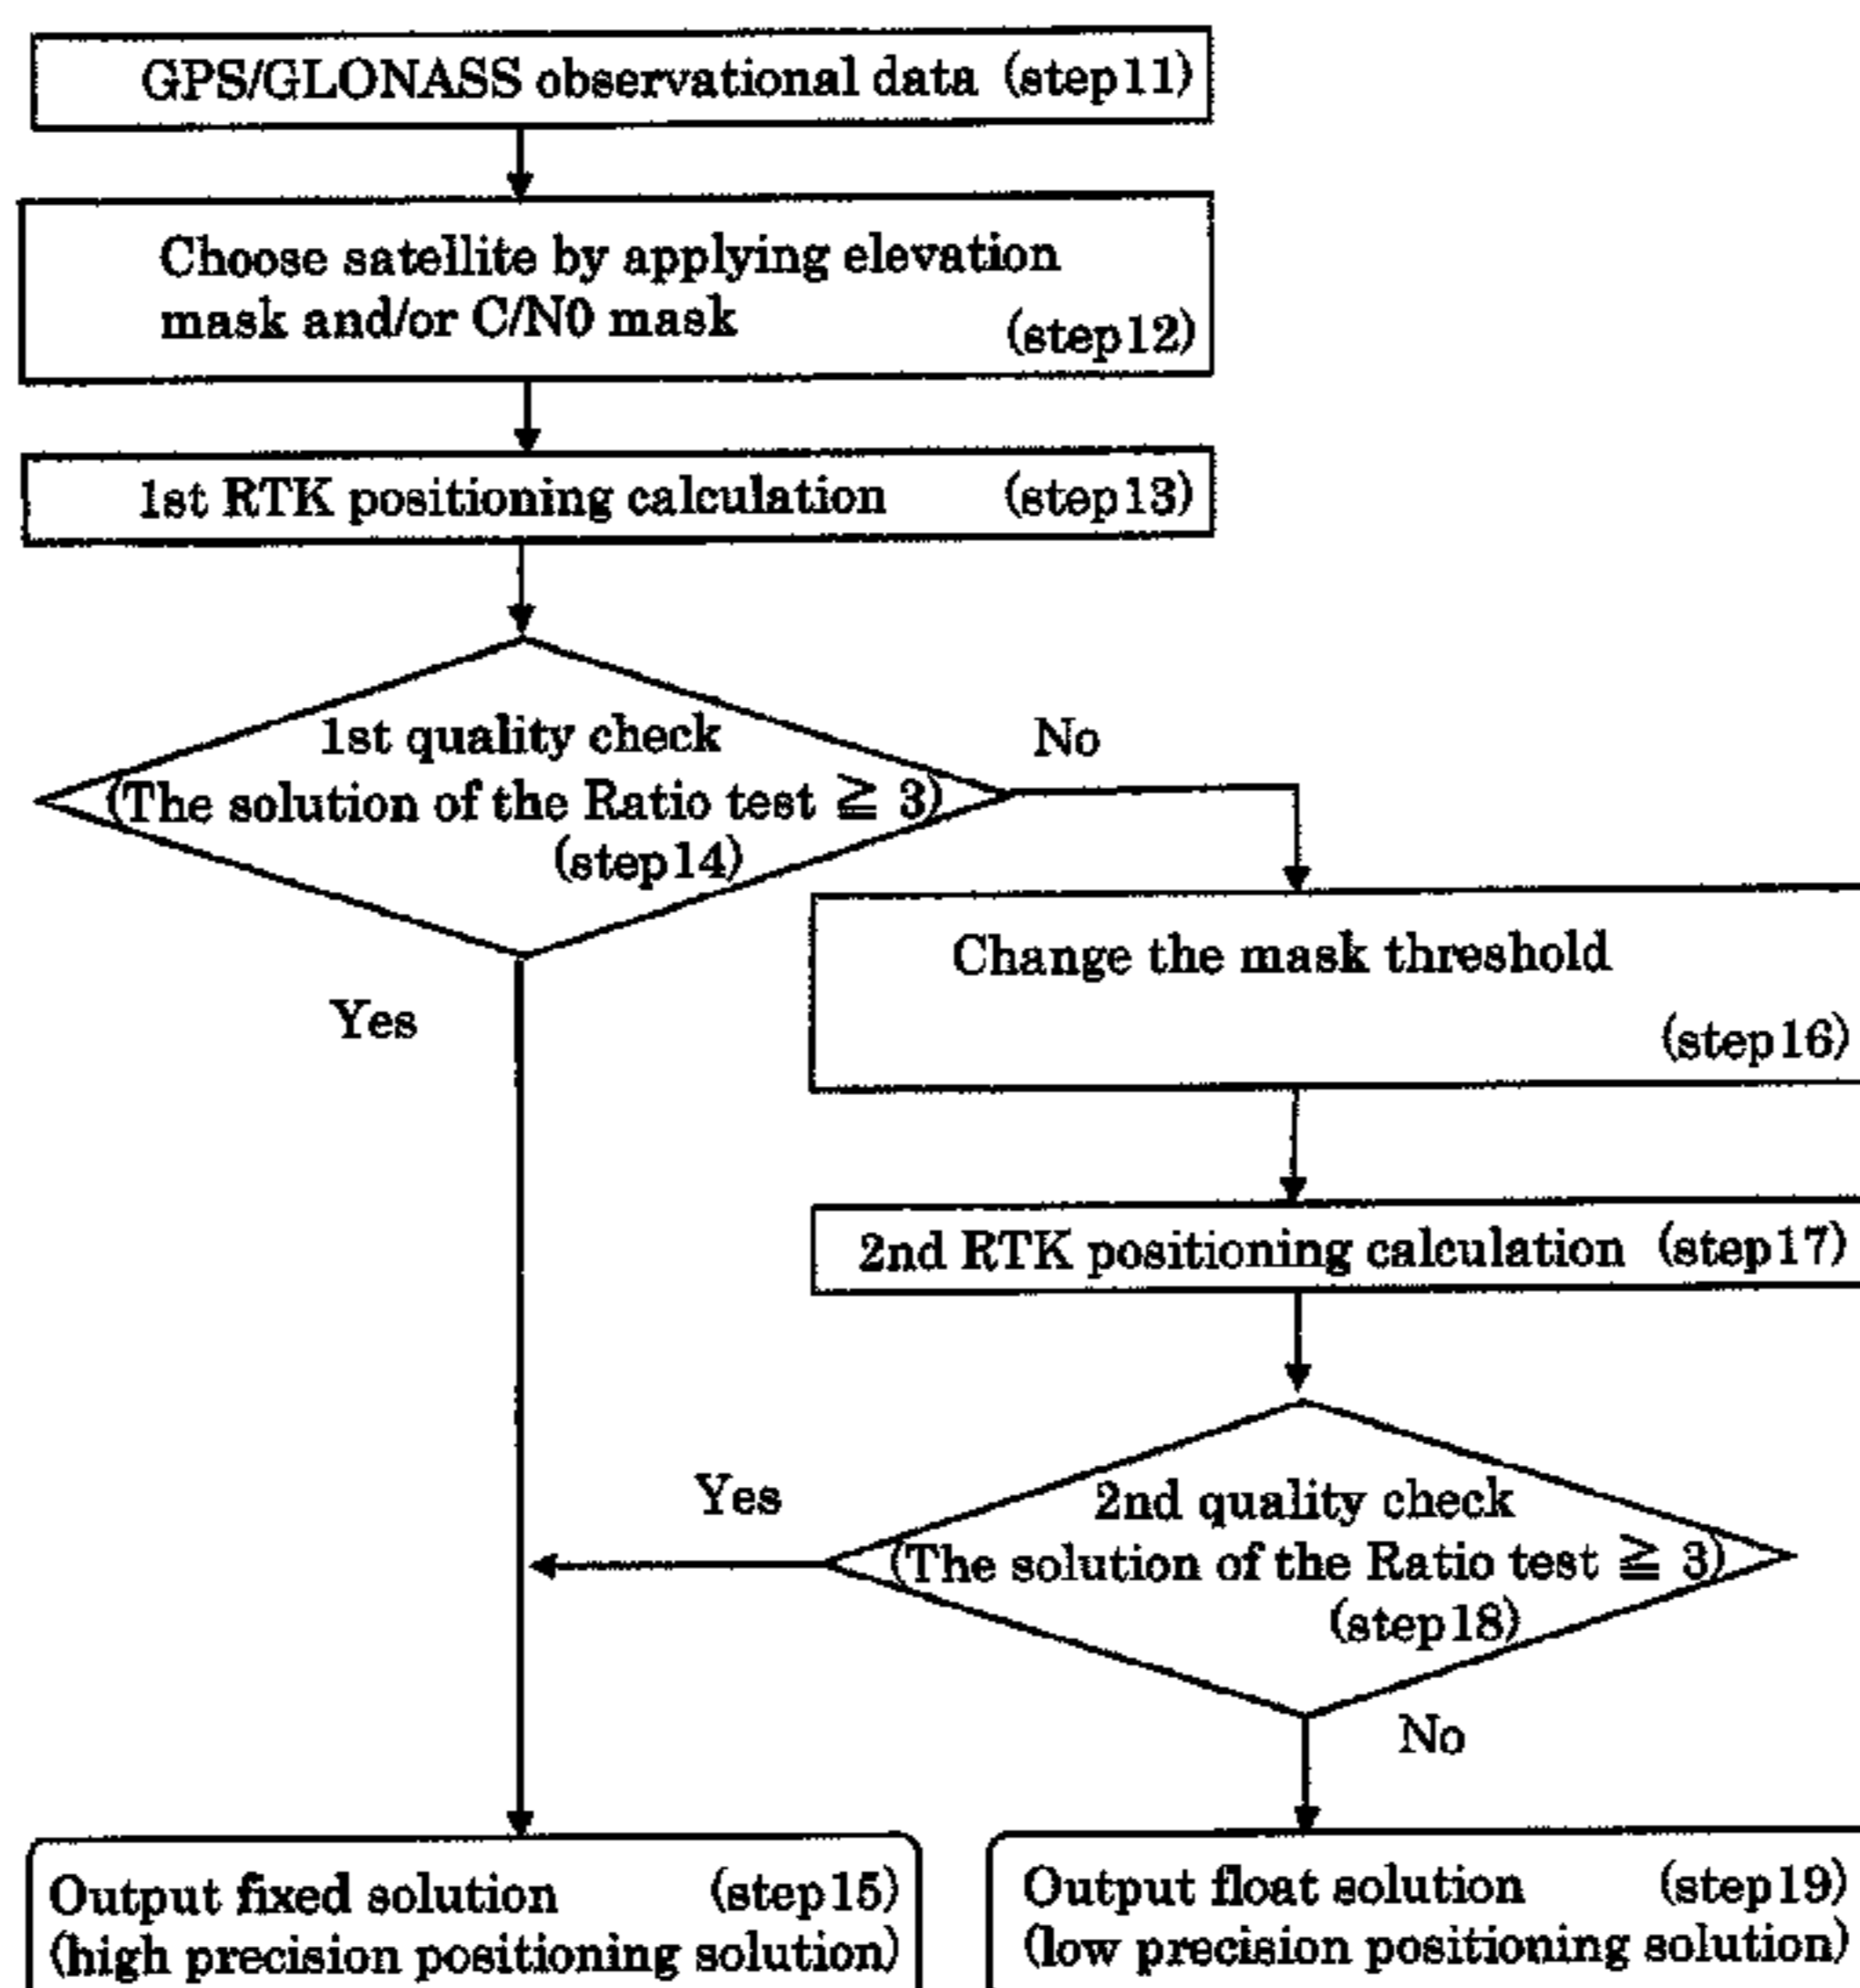 GPS/GLONASS observational data (step11)
Choose satellite by applying elevation
mask and/or C/N0 mask
(step12)
1st RTK positioning calculation (step13)
1st quality check
(The solution of the Ratio test ≧ 3)
(step14)
No
Yes
Change the mask threshold
(step16)
2nd RTK positioning calculation (step17)
2nd quality check
(The solution of the Ratio test ≧ 3)
(step18)
Yes
No
Output fixed solution (step15)
(high precision positioning solution)
Output float solution (step19)
(low precision positioning solution)